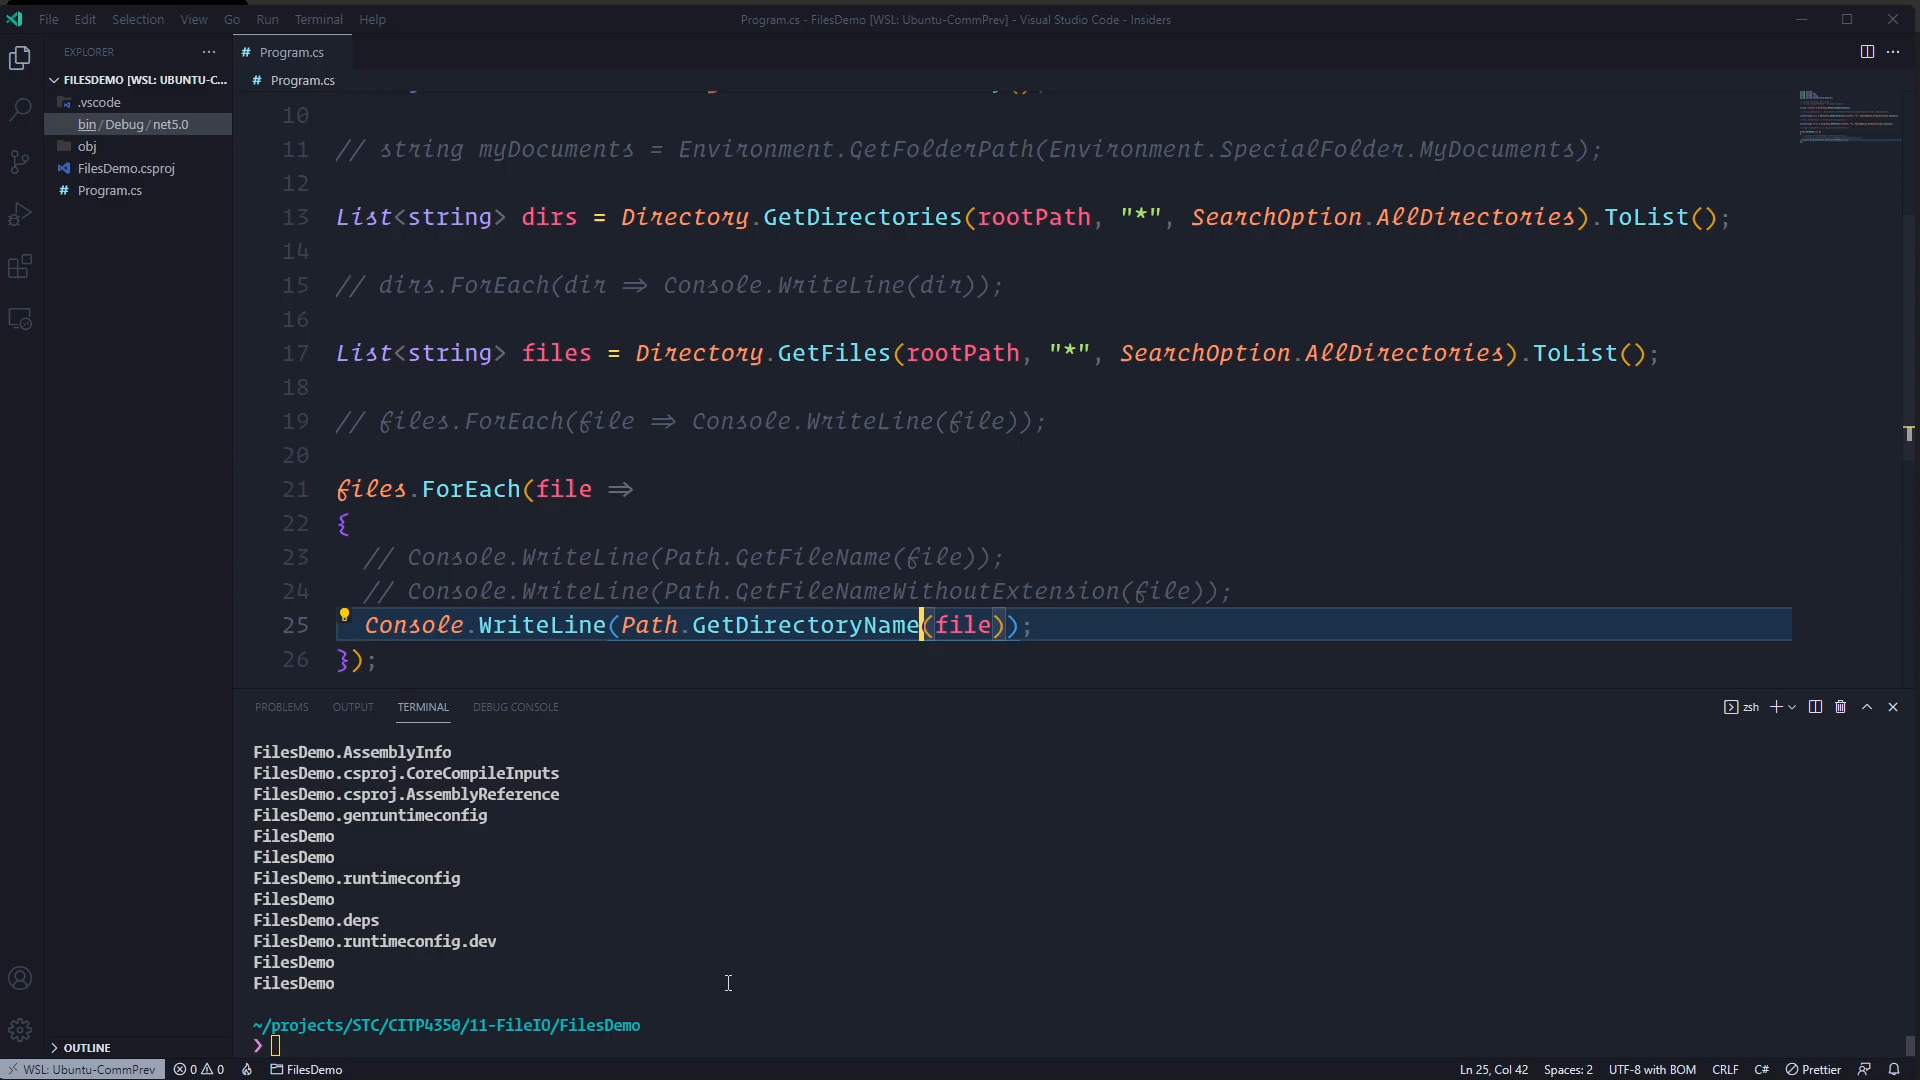 File Edit Selection View Go Run Terminal Help
Program.cs - FilesDemo [WSL: Ubuntu-CommPrev] - Visual Studio Code - Insiders
EXPLORER
FILESDEMO [WSL: UBUNTU-C...
.vscode
bin/Debug/net5.0
obj
FilesDemo.csproj
# Program.cs
# Program.cs
# Program.cs
10
11 // string myDocuments = Environment.GetFolderPath(Environment.SpecialFolder.MyDocuments);
12
13 List<string> dirs = Directory.GetDirectories(rootPath, "*", SearchOption.AllDirectories).ToList();
14
15 // dirs.ForEach(dir => Console.WriteLine(dir));
16
17 List<string> files = Directory.GetFiles(rootPath, "*", SearchOption.AllDirectories).ToList();
18
19 // files.ForEach(file => Console.WriteLine(file));
20
21 files.ForEach(file =>
22 {
23 // Console.WriteLine(Path.GetFileName(file));
24 // Console.WriteLine(Path.GetFileNameWithoutExtension(file));
25 Console.WriteLine(Path.GetDirectoryName(file));
26 });
PROBLEMS OUTPUT TERMINAL DEBUG CONSOLE
zsh
FilesDemo.AssemblyInfo
FilesDemo.csproj.CoreCompileInputs
FilesDemo.csproj.AssemblyReference
FilesDemo.genruntimeconfig
FilesDemo
FilesDemo
FilesDemo.runtimeconfig
FilesDemo
FilesDemo.deps
FilesDemo.runtimeconfig.dev
FilesDemo
FilesDemo
~/projects/STC/CITP4350/11-FileIO/FilesDemo
❯
OUTLINE
WSL: Ubuntu-CommPrev 0 0 FilesDemo Ln 25, Col 42 Spaces: 2 UTF-8 with BOM CRLF C# Prettier